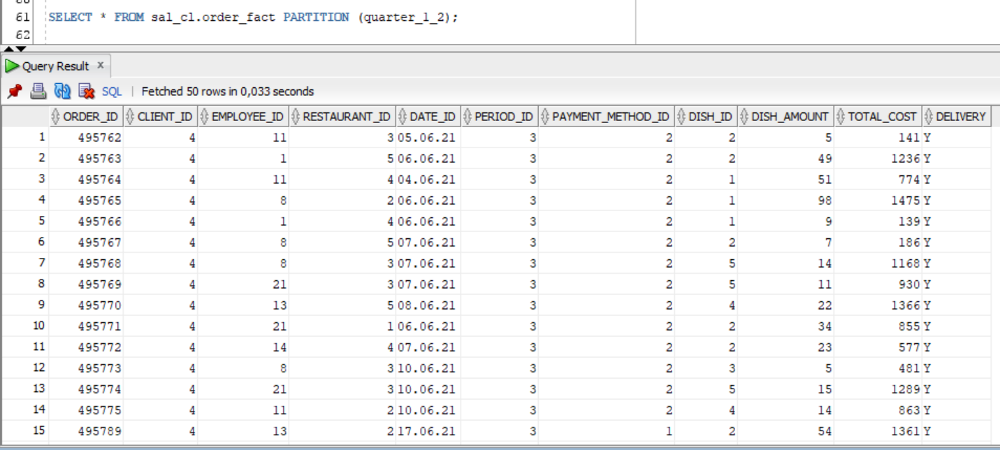 61 SELECT * FROM sal_cl.order_fact PARTITION (quarter_1_2);
62
Query Result x
SQL | Fetched 50 rows in 0,033 seconds
ORDER_ID CLIENT_ID EMPLOYEE_ID RESTAURANT_ID DATE_ID PERIOD_ID PAYMENT_METHOD_ID DISH_ID DISH_AMOUNT TOTAL_COST DELIVERY
1 495762 4 11 3 05.06.21 3 2 2 5 141 Y
2 495763 4 1 5 06.06.21 3 2 2 49 1236 Y
3 495764 4 11 4 04.06.21 3 2 1 51 774 Y
4 495765 4 8 2 06.06.21 3 2 1 98 1475 Y
5 495766 4 1 4 06.06.21 3 2 1 9 139 Y
6 495767 4 8 5 07.06.21 3 2 2 7 186 Y
7 495768 4 8 3 07.06.21 3 2 5 14 1168 Y
8 495769 4 21 3 07.06.21 3 2 5 11 930 Y
9 495770 4 13 5 08.06.21 3 2 4 22 1366 Y
10 495771 4 21 1 06.06.21 3 2 2 34 855 Y
11 495772 4 14 4 07.06.21 3 2 2 23 577 Y
12 495773 4 8 3 10.06.21 3 2 3 5 481 Y
13 495774 4 21 3 10.06.21 3 2 5 15 1289 Y
14 495775 4 11 2 10.06.21 3 2 4 14 863 Y
15 495789 4 13 2 17.06.21 3 1 2 54 1361 Y